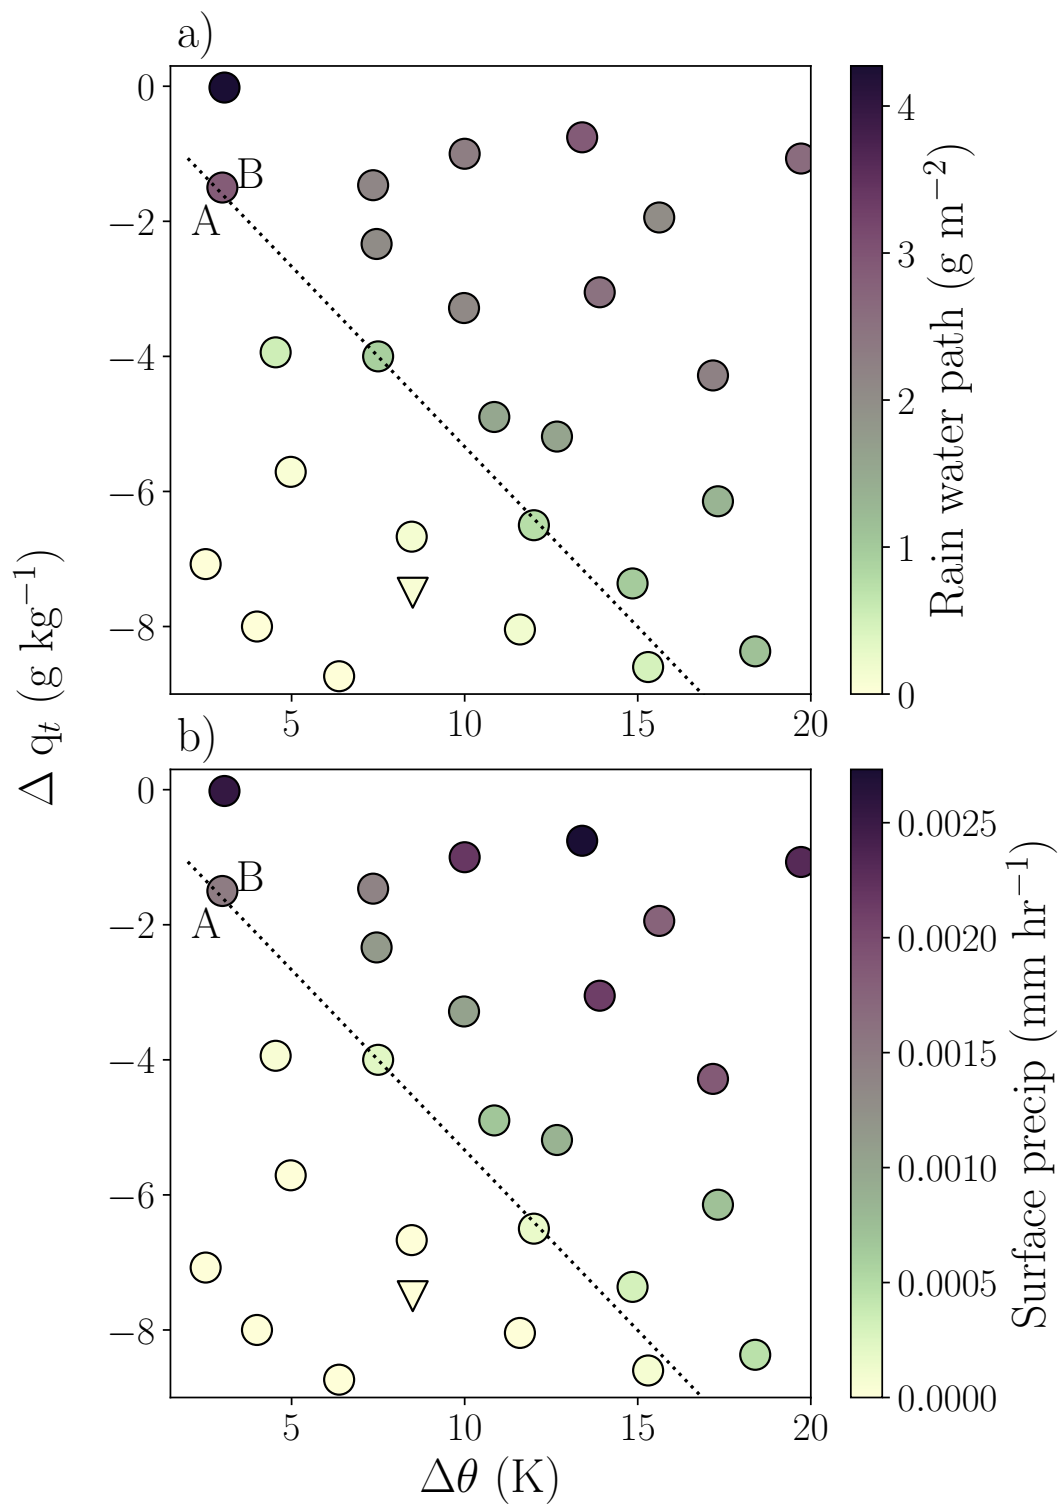 a)
0
−2
−4
−6
−8
B
A
5
10
15
20
4
3
2
1
0
Rain water path (g m⁻²)
Δ qₜ (g kg⁻¹)
b)
0
−2
−4
−6
−8
B
A
5
10
15
20
Δθ (K)
0.0025
0.0020
0.0015
0.0010
0.0005
0.0000
Surface precip (mm hr⁻¹)